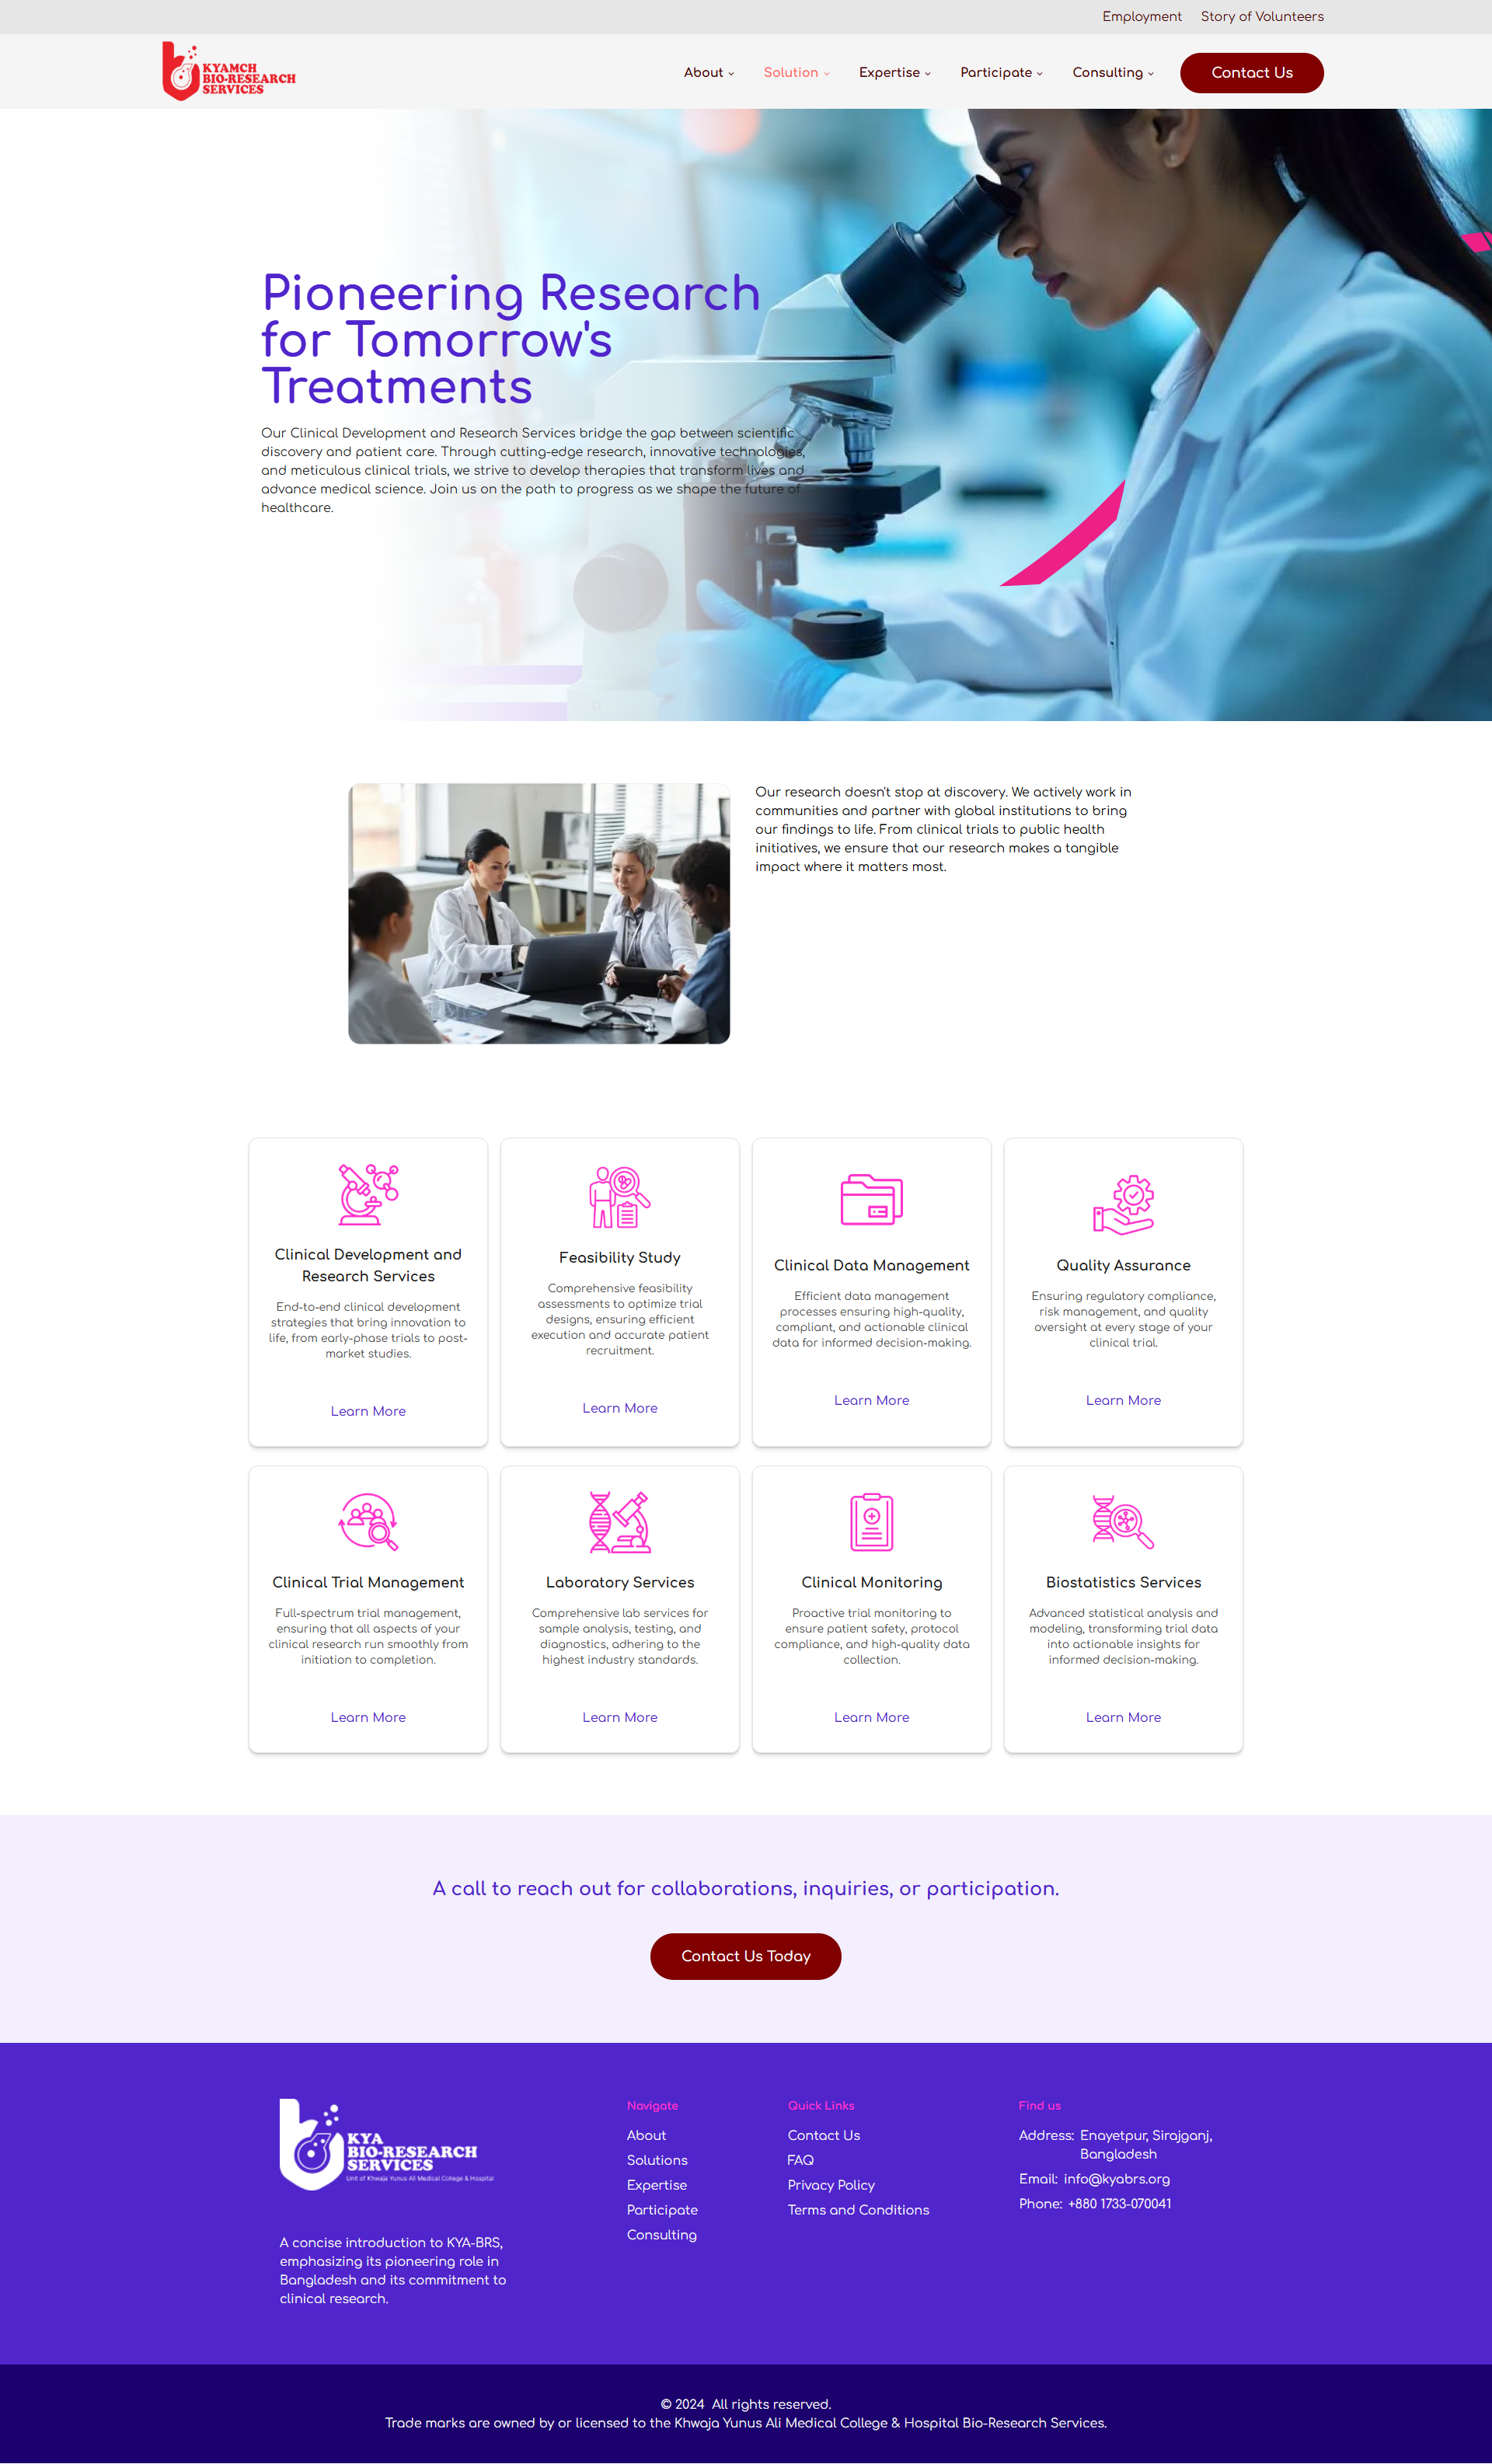 Employment Story of Volunteers
KYAMCH
BIO-RESEARCH
SERVICES
About Solution Expertise Participate Consulting Contact Us
Pioneering Research
for Tomorrow's
Treatments
Our Clinical Development and Research Services bridge the gap between scientific
discovery and patient care. Through cutting-edge research, innovative technologies,
and meticulous clinical trials, we strive to develop therapies that transform lives and
advance medical science. Join us on the path to progress as we shape the future of
healthcare.
Our research doesn't stop at discovery. We actively work in
communities and partner with global institutions to bring
our findings to life. From clinical trials to public health
initiatives, we ensure that our research makes a tangible
impact where it matters most.
Clinical Development and
Research Services
End-to-end clinical development
strategies that bring innovation to
life, from early-phase trials to post-
market studies.
Learn More
Feasibility Study
Comprehensive feasibility
assessments to optimize trial
designs, ensuring efficient
execution and accurate patient
recruitment.
Learn More
Clinical Data Management
Efficient data management
processes ensuring high-quality,
compliant, and actionable clinical
data for informed decision-making.
Learn More
Quality Assurance
Ensuring regulatory compliance,
risk management, and quality
oversight at every stage of your
clinical trial.
Learn More
Clinical Trial Management
Full-spectrum trial management,
ensuring that all aspects of your
clinical research run smoothly from
initiation to completion.
Learn More
Laboratory Services
Comprehensive lab services for
sample analysis, testing, and
diagnostics, adhering to the
highest industry standards.
Learn More
Clinical Monitoring
Proactive trial monitoring to
ensure patient safety, protocol
compliance, and high-quality data
collection.
Learn More
Biostatistics Services
Advanced statistical analysis and
modeling, transforming trial data
into actionable insights for
informed decision-making.
Learn More
A call to reach out for collaborations, inquiries, or participation.
Contact Us Today
KYA
BIO-RESEARCH
SERVICES
Unit of Khwaja Yunus Ali Medical College & Hospital
A concise introduction to KYA-BRS,
emphasizing its pioneering role in
Bangladesh and its commitment to
clinical research.
Navigate
About
Solutions
Expertise
Participate
Consulting
Quick Links
Contact Us
FAQ
Privacy Policy
Terms and Conditions
Find us
Address: Enayetpur, Sirajganj,
Bangladesh
Email: info@kyabrs.org
Phone: +880 1733-070041
© 2024 All rights reserved.
Trade marks are owned by or licensed to the Khwaja Yunus Ali Medical College & Hospital Bio-Research Services.